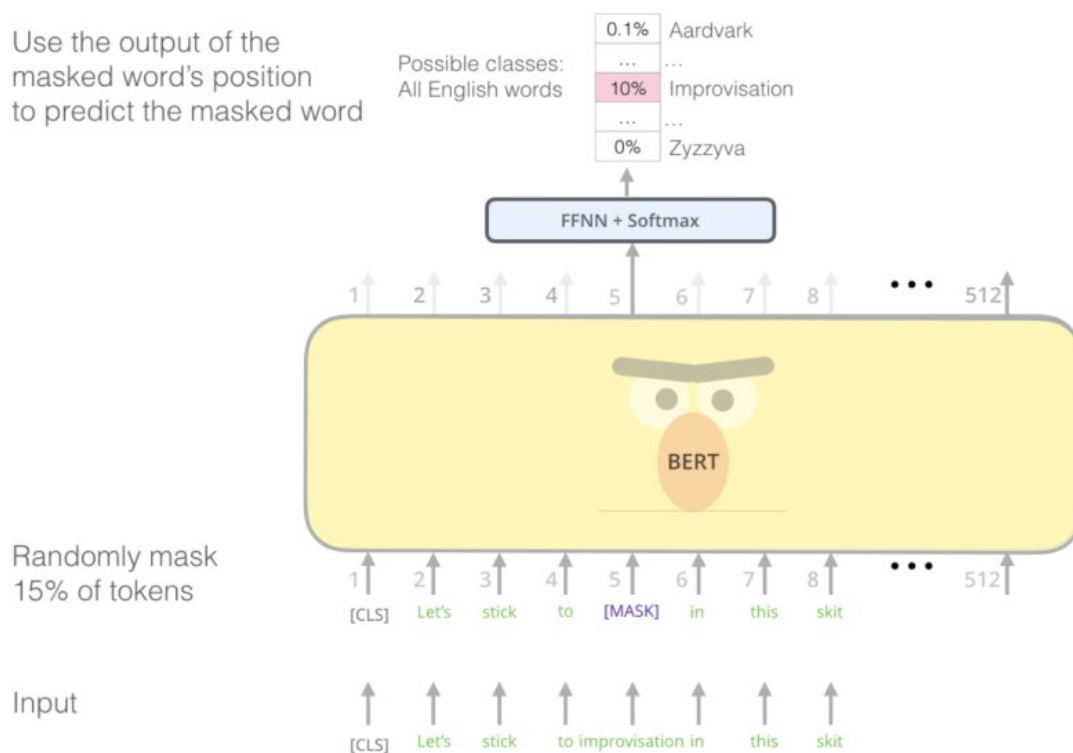 Use the output of the
masked word's position
to predict the masked word
Possible classes:
All English words
0.1% Aardvark
... ...
10% Improvisation
... ...
0% Zyzzyva
FFNN + Softmax
1 2 3 4 5 6 7 8 ... 512
BERT
Randomly mask
15% of tokens
1 2 3 4 5 6 7 8 ... 512
[CLS] Let's stick to [MASK] in this skit
Input
[CLS] Let's stick to improvisation in this skit